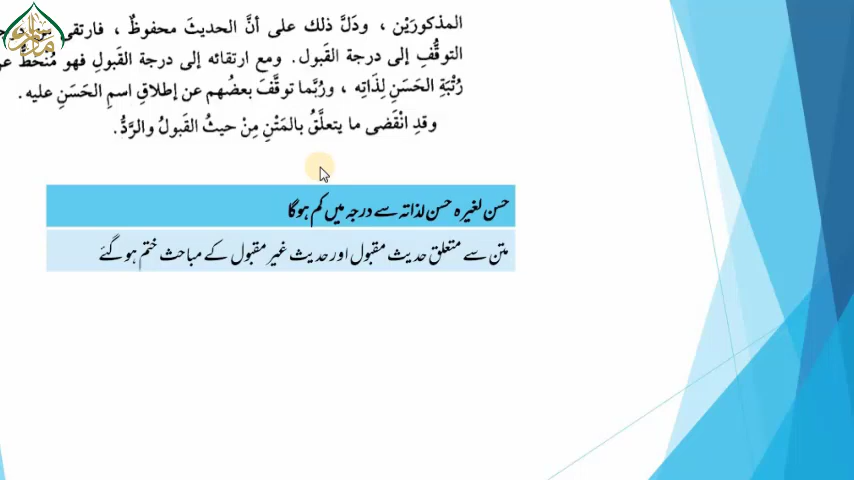 المذكورَيْن ، ودَلَّ ذلك على أنَّ الحديثَ محفوظٌ ، فارتقى
التوقُّفِ إلى درجة القَبول. ومع ارتقائه إلى درجة القَبولِ فهو مُنْحَطٌّ
رُتْبَةِ الحَسَنِ لِذَاتِه ، ورُبَّما توقَّفَ بعضُهم عن إطلاقِ اسمِ الحَسَنِ عليه.
وقدِ انْقَضى ما يتعلَّقُ بالمَتْنِ مِنْ حيثُ القَبولُ والرَّدُّ.
حسن لغیرہ حسن لذاتہ سے درجہ میں کم ہوگا
متن سے متعلق حدیث مقبول اور حدیث غیر مقبول کے مباحث ختم ہو گئے